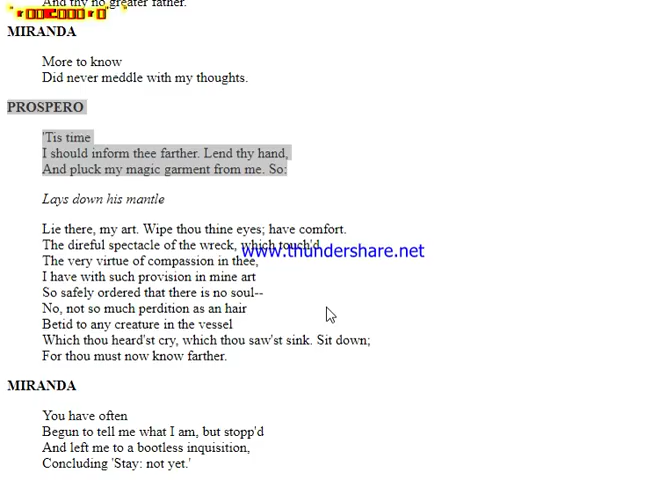 And thy no greater father.
MIRANDA
More to know
Did never meddle with my thoughts.
PROSPERO
'Tis time
I should inform thee farther. Lend thy hand,
And pluck my magic garment from me. So:
Lays down his mantle
Lie there, my art. Wipe thou thine eyes; have comfort.
The direful spectacle of the wreck, which touch'd
www.thundershare.net
The very virtue of compassion in thee,
I have with such provision in mine art
So safely ordered that there is no soul--
No, not so much perdition as an hair
Betid to any creature in the vessel
Which thou heard'st cry, which thou saw'st sink. Sit down;
For thou must now know farther.
MIRANDA
You have often
Begun to tell me what I am, but stopp'd
And left me to a bootless inquisition,
Concluding 'Stay: not yet.'